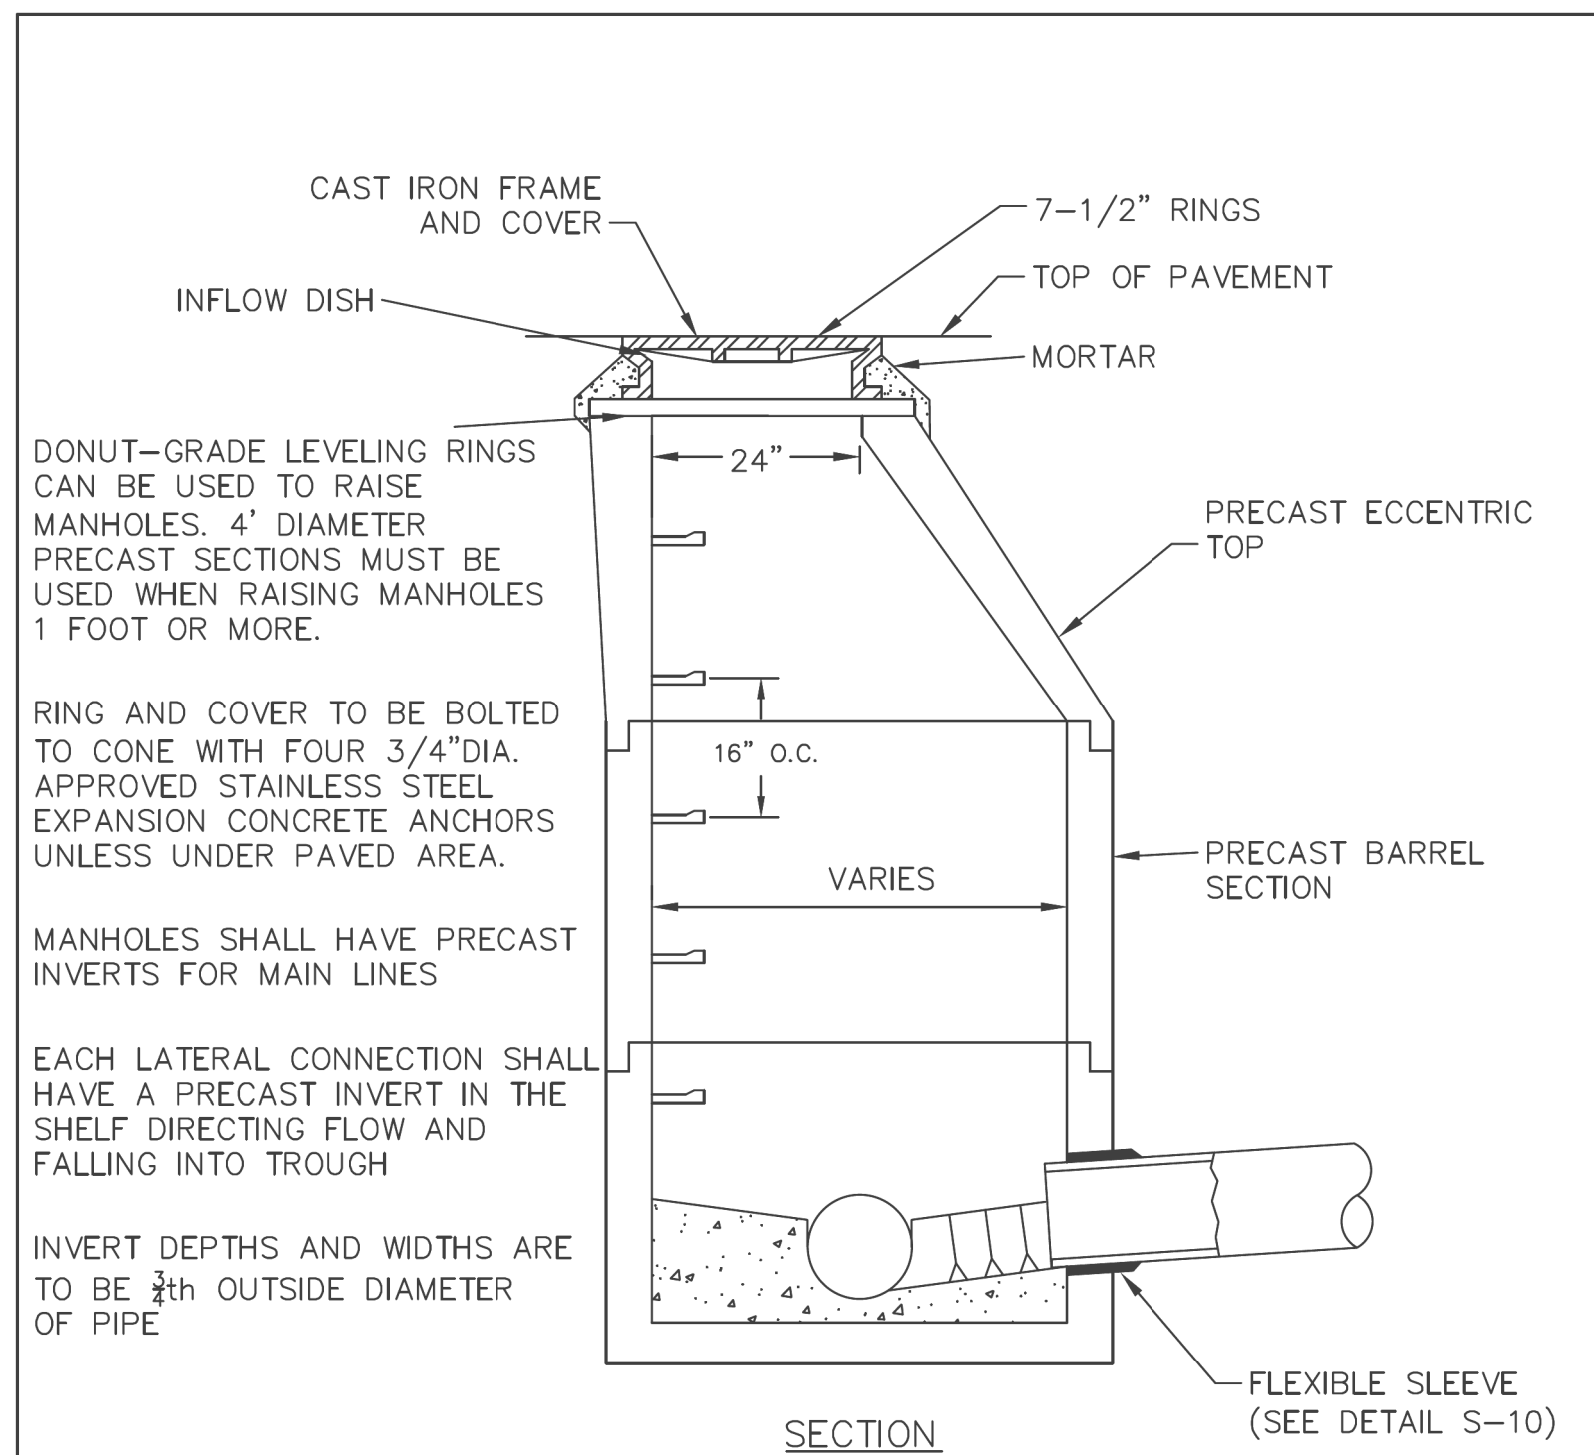 CAST IRON FRAME
AND COVER
7-1/2” RINGS
TOP OF PAVEMENT
INFLOW DISH
MORTAR
DONUT-GRADE LEVELING RINGS
CAN BE USED TO RAISE
MANHOLES. 4' DIAMETER
PRECAST SECTIONS MUST BE
USED WHEN RAISING MANHOLES
1 FOOT OR MORE.
24”
PRECAST ECCENTRIC
TOP
RING AND COVER TO BE BOLTED
TO CONE WITH FOUR 3/4”DIA.
APPROVED STAINLESS STEEL
EXPANSION CONCRETE ANCHORS
UNLESS UNDER PAVED AREA.
16” O.C.
VARIES
PRECAST BARREL
SECTION
MANHOLES SHALL HAVE PRECAST
INVERTS FOR MAIN LINES
EACH LATERAL CONNECTION SHALL
HAVE A PRECAST INVERT IN THE
SHELF DIRECTING FLOW AND
FALLING INTO TROUGH
INVERT DEPTHS AND WIDTHS ARE
TO BE 3/4th OUTSIDE DIAMETER
OF PIPE
FLEXIBLE SLEEVE
(SEE DETAIL S-10)
SECTION